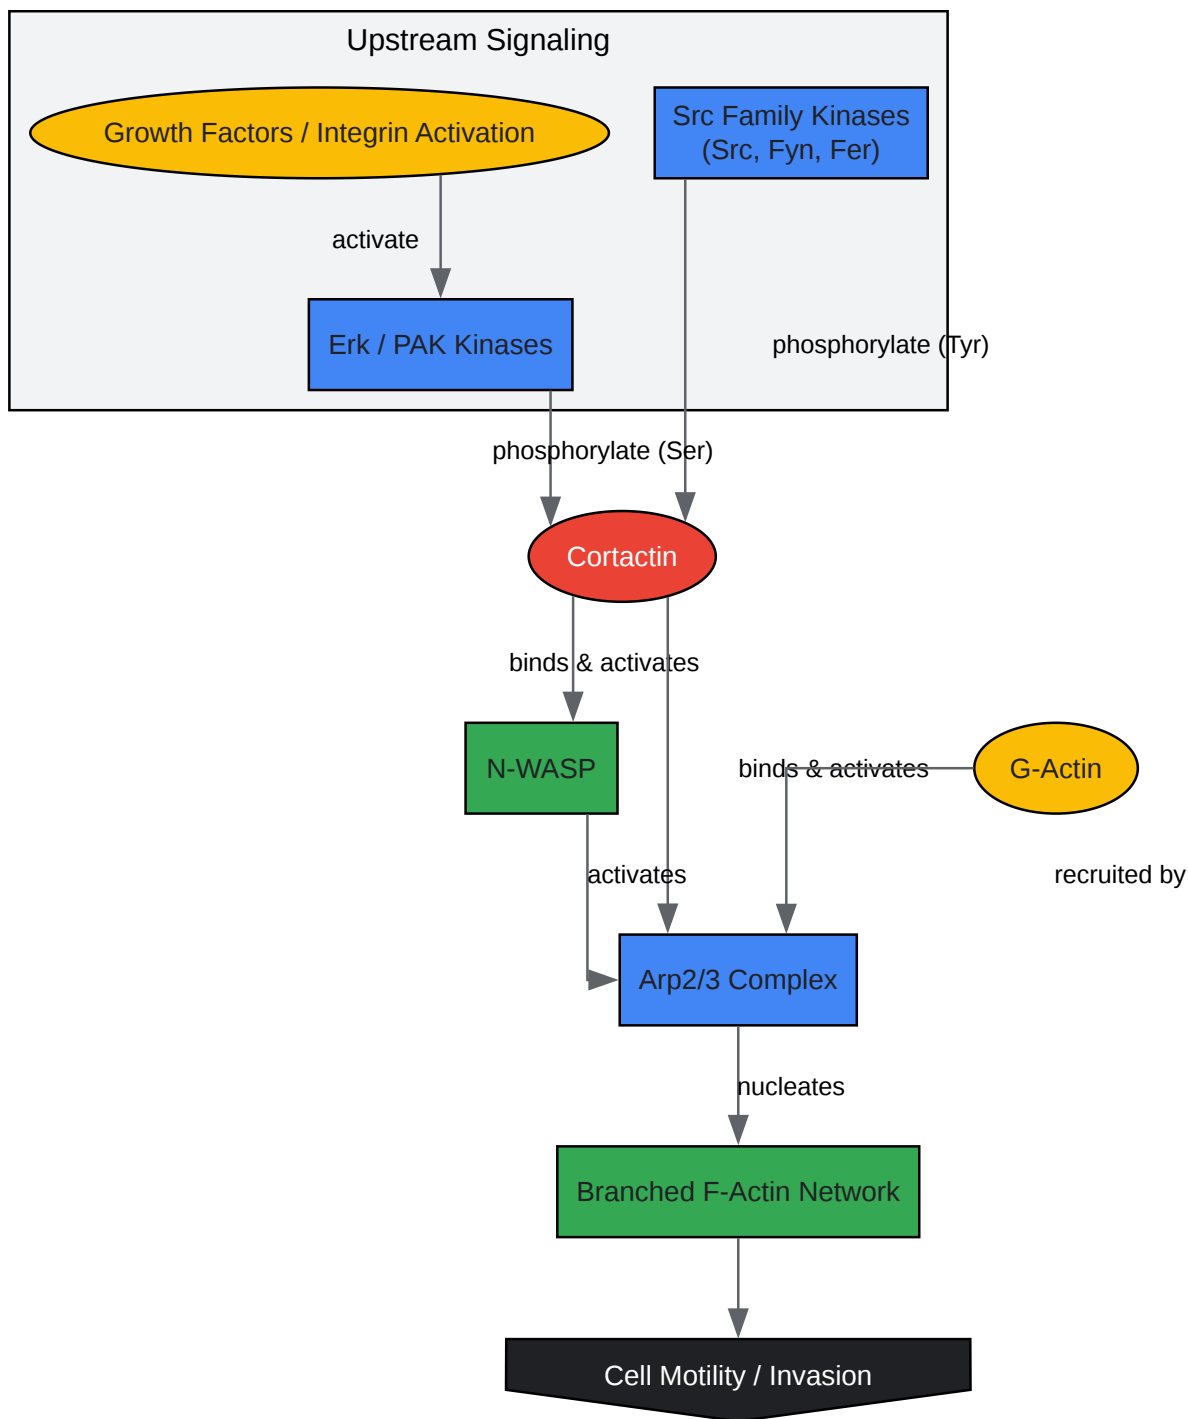 Upstream Signaling
Growth Factors / Integrin Activation
Src Family Kinases
(Src, Fyn, Fer)
activate
Erk / PAK Kinases
phosphorylate (Tyr)
phosphorylate (Ser)
Cortactin
binds & activates
N-WASP
binds & activates
G-Actin
activates
recruited by
Arp2/3 Complex
nucleates
Branched F-Actin Network
Cell Motility / Invasion